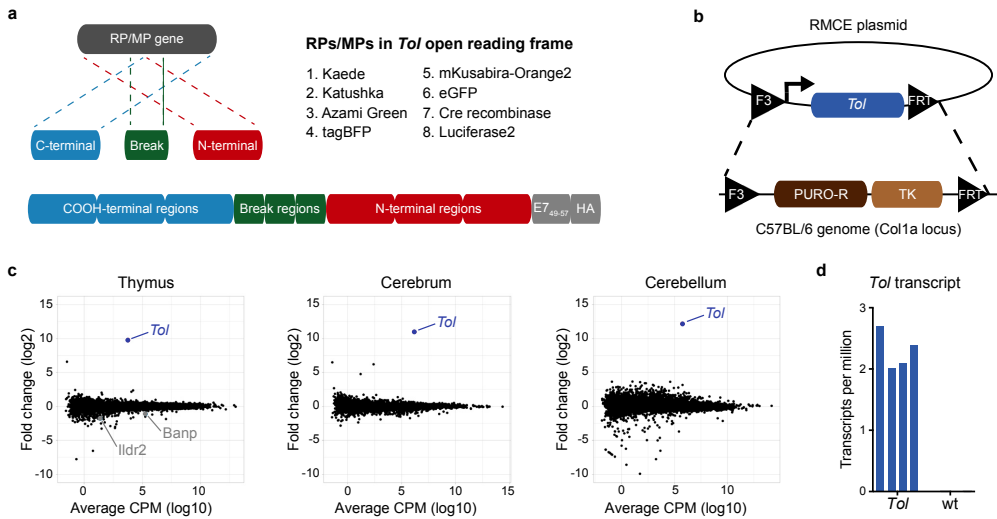 a
RP/MP gene
C-terminal
Break
N-terminal
RPs/MPs in Tol open reading frame
1. Kaede
2. Katushka
3. Azami Green
4. tagBFP
5. mKusabira-Orange2
6. eGFP
7. Cre recombinase
8. Luciferase2
COOH-terminal regions
Break regions
N-terminal regions
E7 49-57
HA
b
RMCE plasmid
F3
Tol
FRT
F3
PURO-R
TK
FRT
C57BL/6 genome (Col1a locus)
c
Thymus
Fold change (log2)
15
10
5
0
-5
-10
Tol
Banp
Ildr2
0
5
10
Average CPM (log10)
Cerebrum
Fold change (log2)
15
10
5
0
-5
-10
Tol
0
5
10
15
Average CPM (log10)
Cerebellum
Fold change (log2)
15
10
5
0
-5
-10
Tol
0
5
10
Average CPM (log10)
d
Tol transcript
Transcripts per million
3
2
1
0
Tol
wt